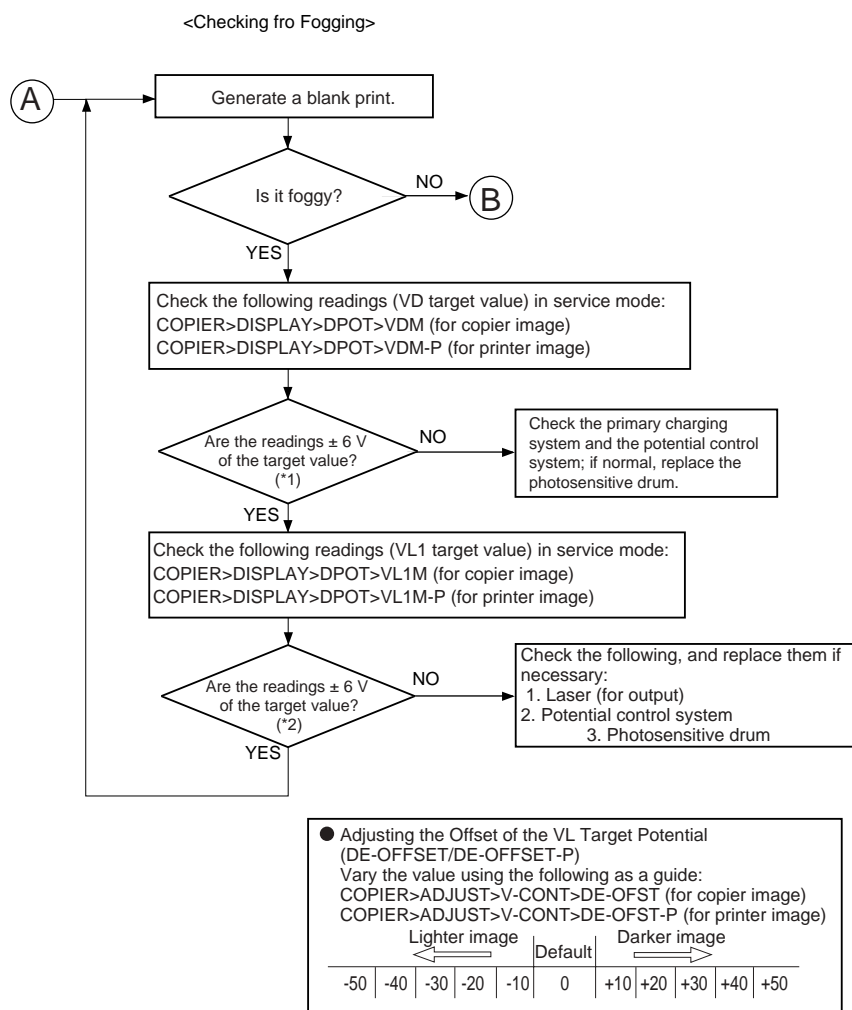 <Checking fro Fogging>
A
Generate a blank print.
Is it foggy?
NO
B
YES
Check the following readings (VD target value) in service mode:
COPIER>DISPLAY>DPOT>VDM (for copier image)
COPIER>DISPLAY>DPOT>VDM-P (for printer image)
Are the readings ± 6 V
of the target value?
(*1)
NO
Check the primary charging
system and the potential control
system; if normal, replace the
photosensitive drum.
YES
Check the following readings (VL1 target value) in service mode:
COPIER>DISPLAY>DPOT>VL1M (for copier image)
COPIER>DISPLAY>DPOT>VL1M-P (for printer image)
Are the readings ± 6 V
of the target value?
(*2)
NO
Check the following, and replace them if
necessary:
1. Laser (for output)
2. Potential control system
3. Photosensitive drum
YES
● Adjusting the Offset of the VL Target Potential
(DE-OFFSET/DE-OFFSET-P)
Vary the value using the following as a guide:
COPIER>ADJUST>V-CONT>DE-OFST (for copier image)
COPIER>ADJUST>V-CONT>DE-OFST-P (for printer image)
Lighter image Default Darker image
-50 -40 -30 -20 -10 0 +10 +20 +30 +40 +50